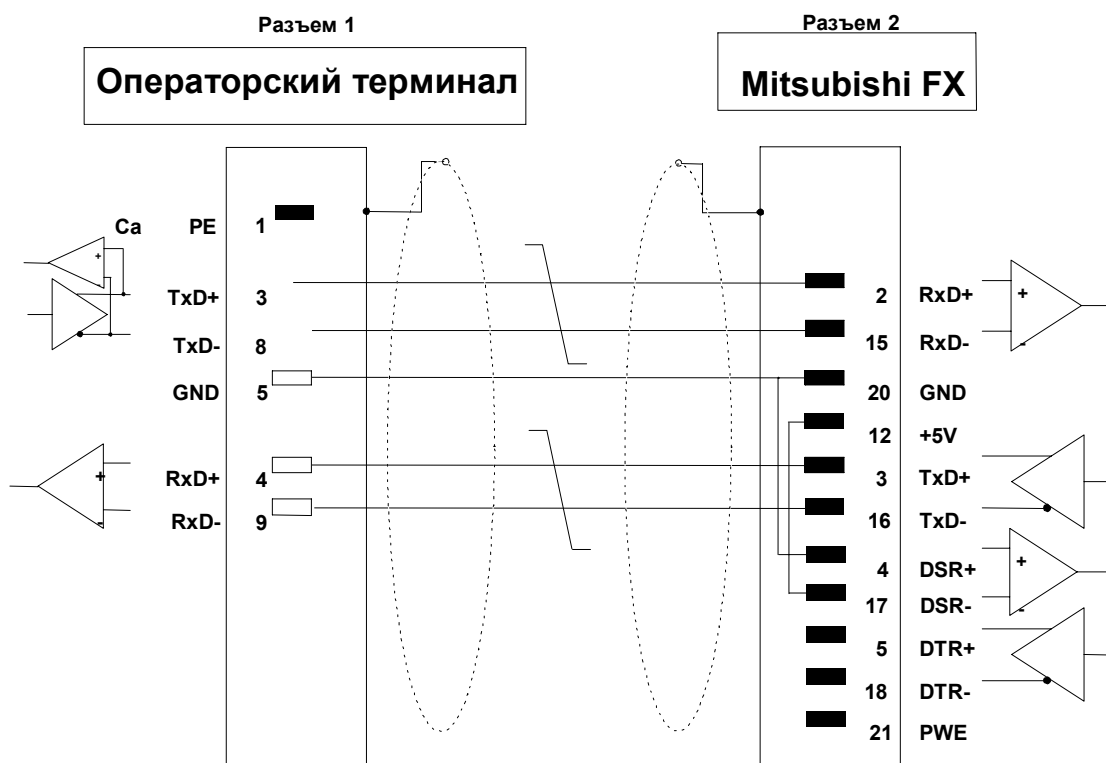 Разъем 1
Разъем 2
Операторский терминал
Mitsubishi FX
Ca PE 1
TxD+ 3
TxD- 8
GND 5
RxD+ 4
RxD- 9
2 RxD+
15 RxD-
20 GND
12 +5V
3 TxD+
16 TxD-
4 DSR+
17 DSR-
5 DTR+
18 DTR-
21 PWE
+
-
+
-
+
-
+
-